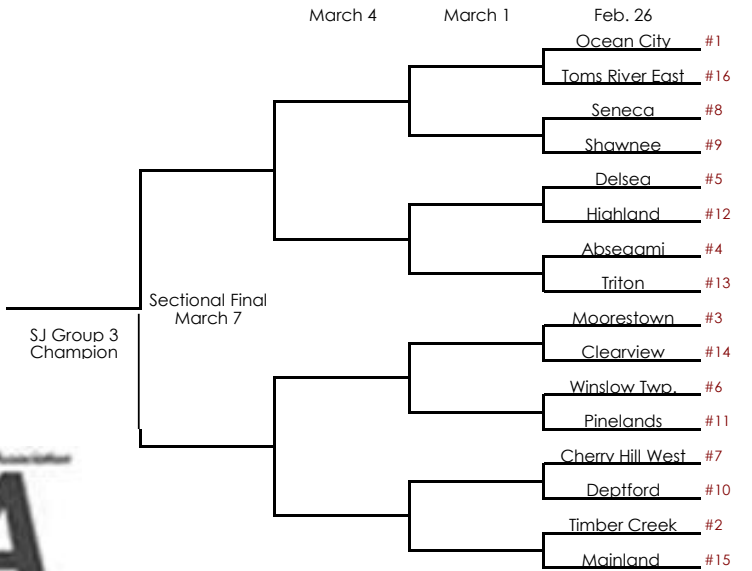 March 4 March 1 Feb. 26
Ocean City #1
Toms River East #16
Seneca #8
Shawnee #9
Delsea #5
Highland #12
Absegami #4
Triton #13
Sectional Final
March 7
SJ Group 3
Champion
Moorestown #3
Clearview #14
Winslow Twp. #6
Pinelands #11
Cherry Hill West #7
Deptford #10
Timber Creek #2
Mainland #15